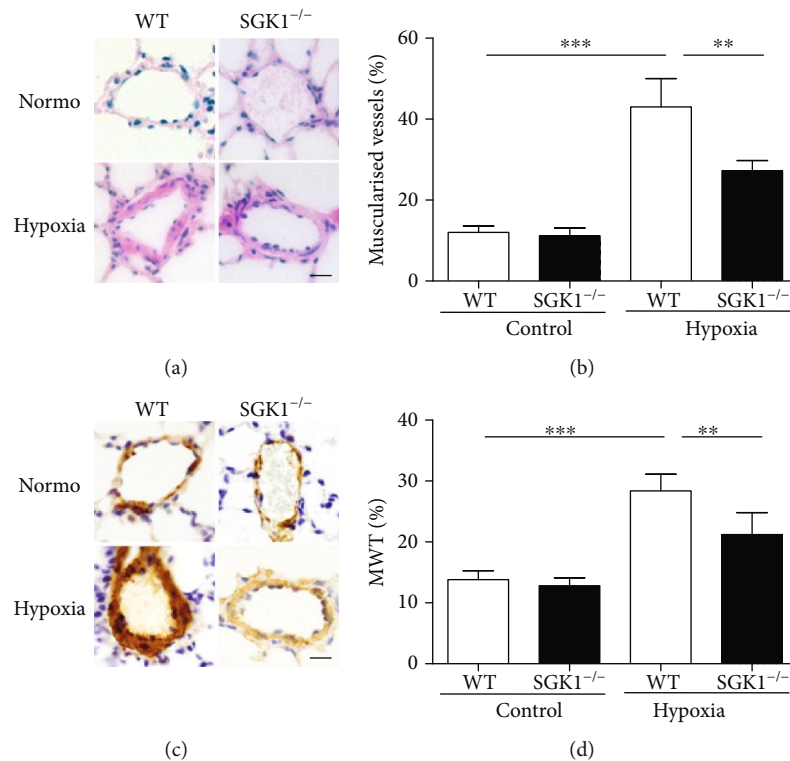 WT SGK1⁻/⁻
Normo
Hypoxia
(a)
60
40
20
0
Muscularised vessels (%)
*** **
WT SGK1⁻/⁻ WT SGK1⁻/⁻
Control Hypoxia
(b)
WT SGK1⁻/⁻
Normo
Hypoxia
(c)
40
30
20
10
0
MWT (%)
*** **
WT SGK1⁻/⁻ WT SGK1⁻/⁻
Control Hypoxia
(d)